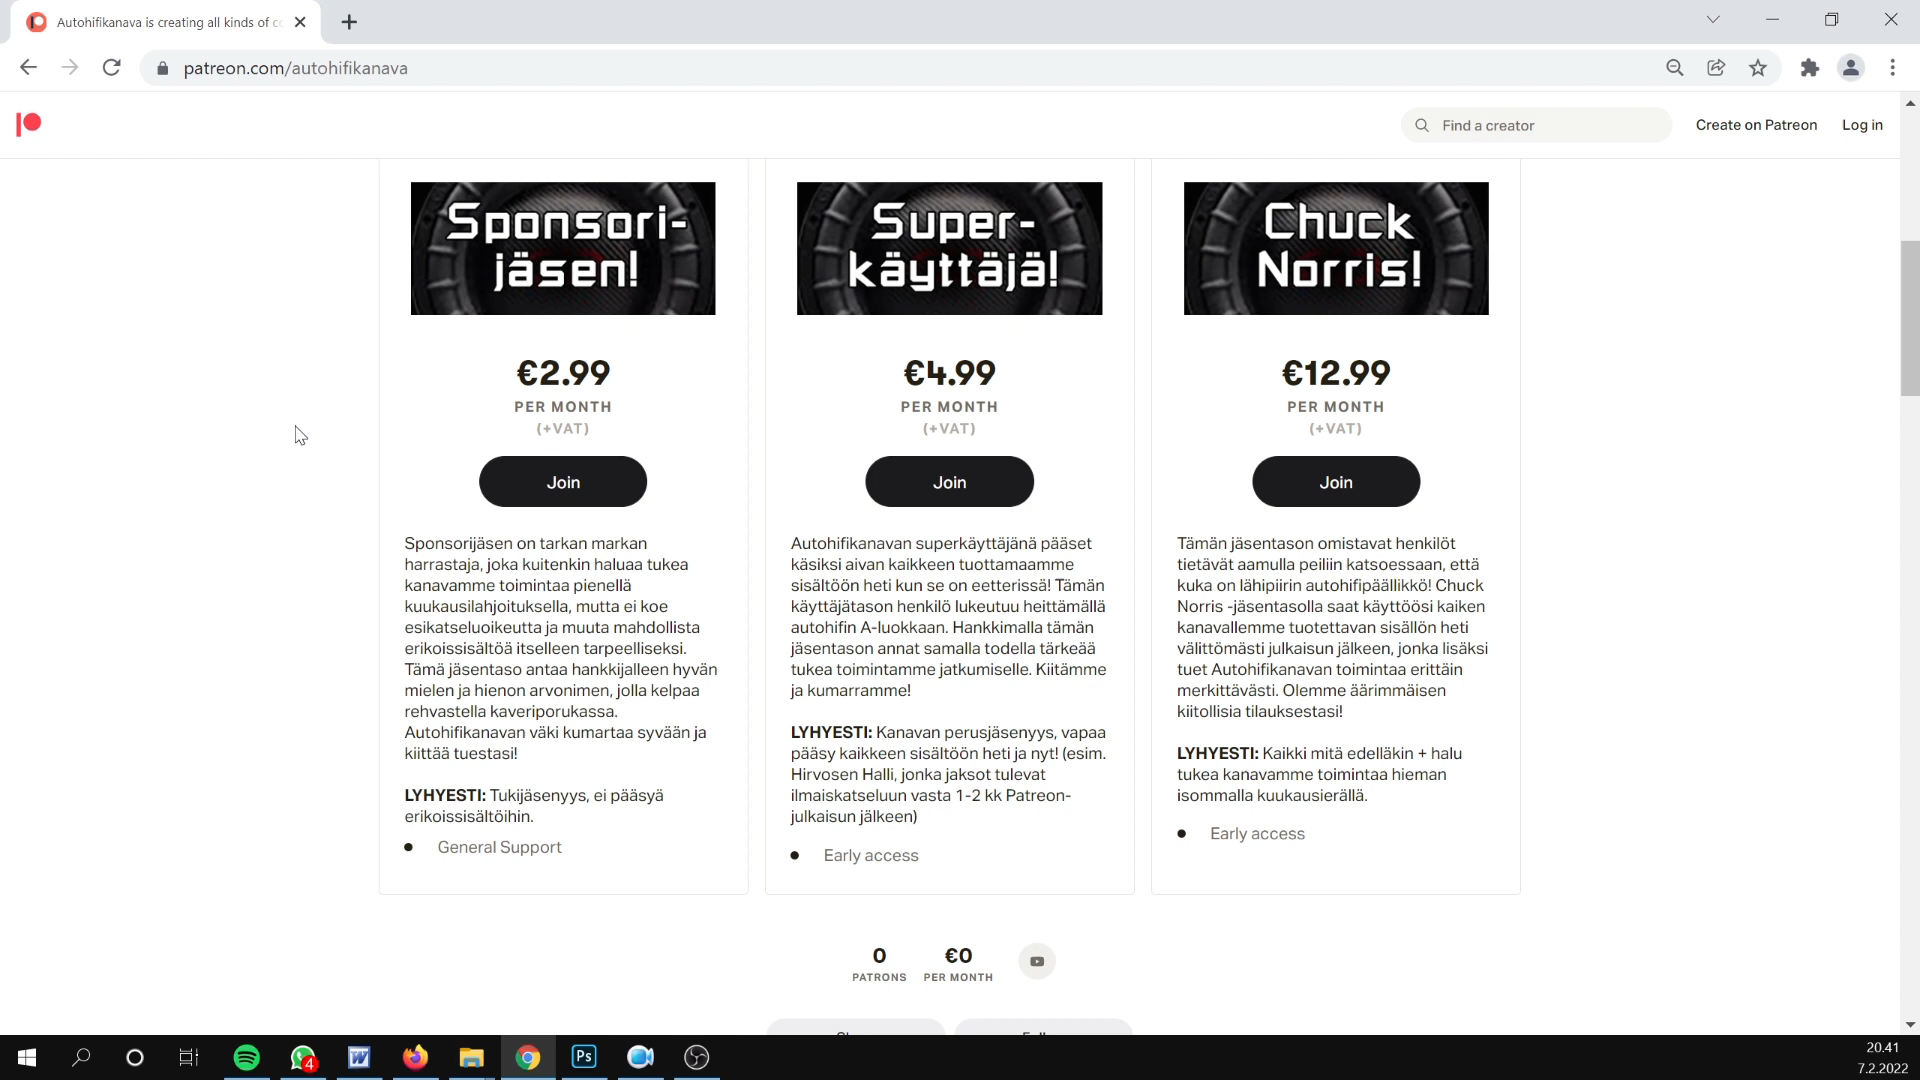 Autohifikanava is creating all kinds of co
patreon.com/autohifikanava
Find a creator
Create on Patreon
Log in
Sponsori-
jäsen!
€2.99
PER MONTH
(+VAT)
Join
Sponsorijäsen on tarkan markan
harrastaja, joka kuitenkin haluaa tukea
kanavamme toimintaa pienellä
kuukausilahjoituksella, mutta ei koe
esikatseluoikeutta ja muuta mahdollista
erikoissisältöä itselleen tarpeelliseksi.
Tämä jäsentaso antaa hankkijalleen hyvän
mielen ja hienon arvonimen, jolla kelpaa
rehvastella kaveriporukassa.
Autohifikanavan väki kumartaa syvään ja
kiittää tuestasi!
LYHYESTI: Tukijäsenyys, ei pääsyä
erikoissisältöihin.
General Support
Super-
käyttäjä!
€4.99
PER MONTH
(+VAT)
Join
Autohifikanavan superkäyttäjänä pääset
käsiksi aivan kaikkeen tuottamaamme
sisältöön heti kun se on eetterissä! Tämän
käyttäjätason henkilö lukeutuu heittämällä
autohifin A-luokkaan. Hankkimalla tämän
jäsentason annat samalla todella tärkeää
tukea toimintamme jatkumiselle. Kiitämme
ja kumarramme!
LYHYESTI: Kanavan perusjäsenyys, vapaa
pääsy kaikkeen sisältöön heti ja nyt! (esim.
Hirvosen Halli, jonka jaksot tulevat
ilmaiskatseluun vasta 1-2 kk Patreon-
julkaisun jälkeen)
Early access
Chuck
Norris!
€12.99
PER MONTH
(+VAT)
Join
Tämän jäsentason omistavat henkilöt
tietävät aamulla peiliin katsoessaan, että
kuka on lähipiirin autohifipäällikkö! Chuck
Norris -jäsentasolla saat käyttöösi kaiken
kanavallemme tuotettavan sisällön heti
välittömästi julkaisun jälkeen, jonka lisäksi
tuet Autohifikanavan toimintaa erittäin
merkittävästi. Olemme äärimmäisen
kiitollisia tilauksestasi!
LYHYESTI: Kaikki mitä edelläkin + halu
tukea kanavamme toimintaa hieman
isommalla kuukausierällä.
Early access
0
PATRONS
€0
PER MONTH
4
Ps
20.41
7.2.2022